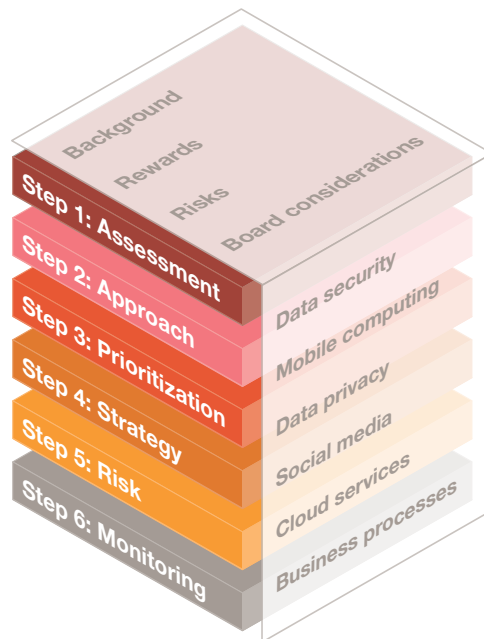 Background
Rewards
Risks
Board considerations
Step 1: Assessment
Step 2: Approach
Step 3: Prioritization
Step 4: Strategy
Step 5: Risk
Step 6: Monitoring
Data security
Mobile computing
Data privacy
Social media
Cloud services
Business processes